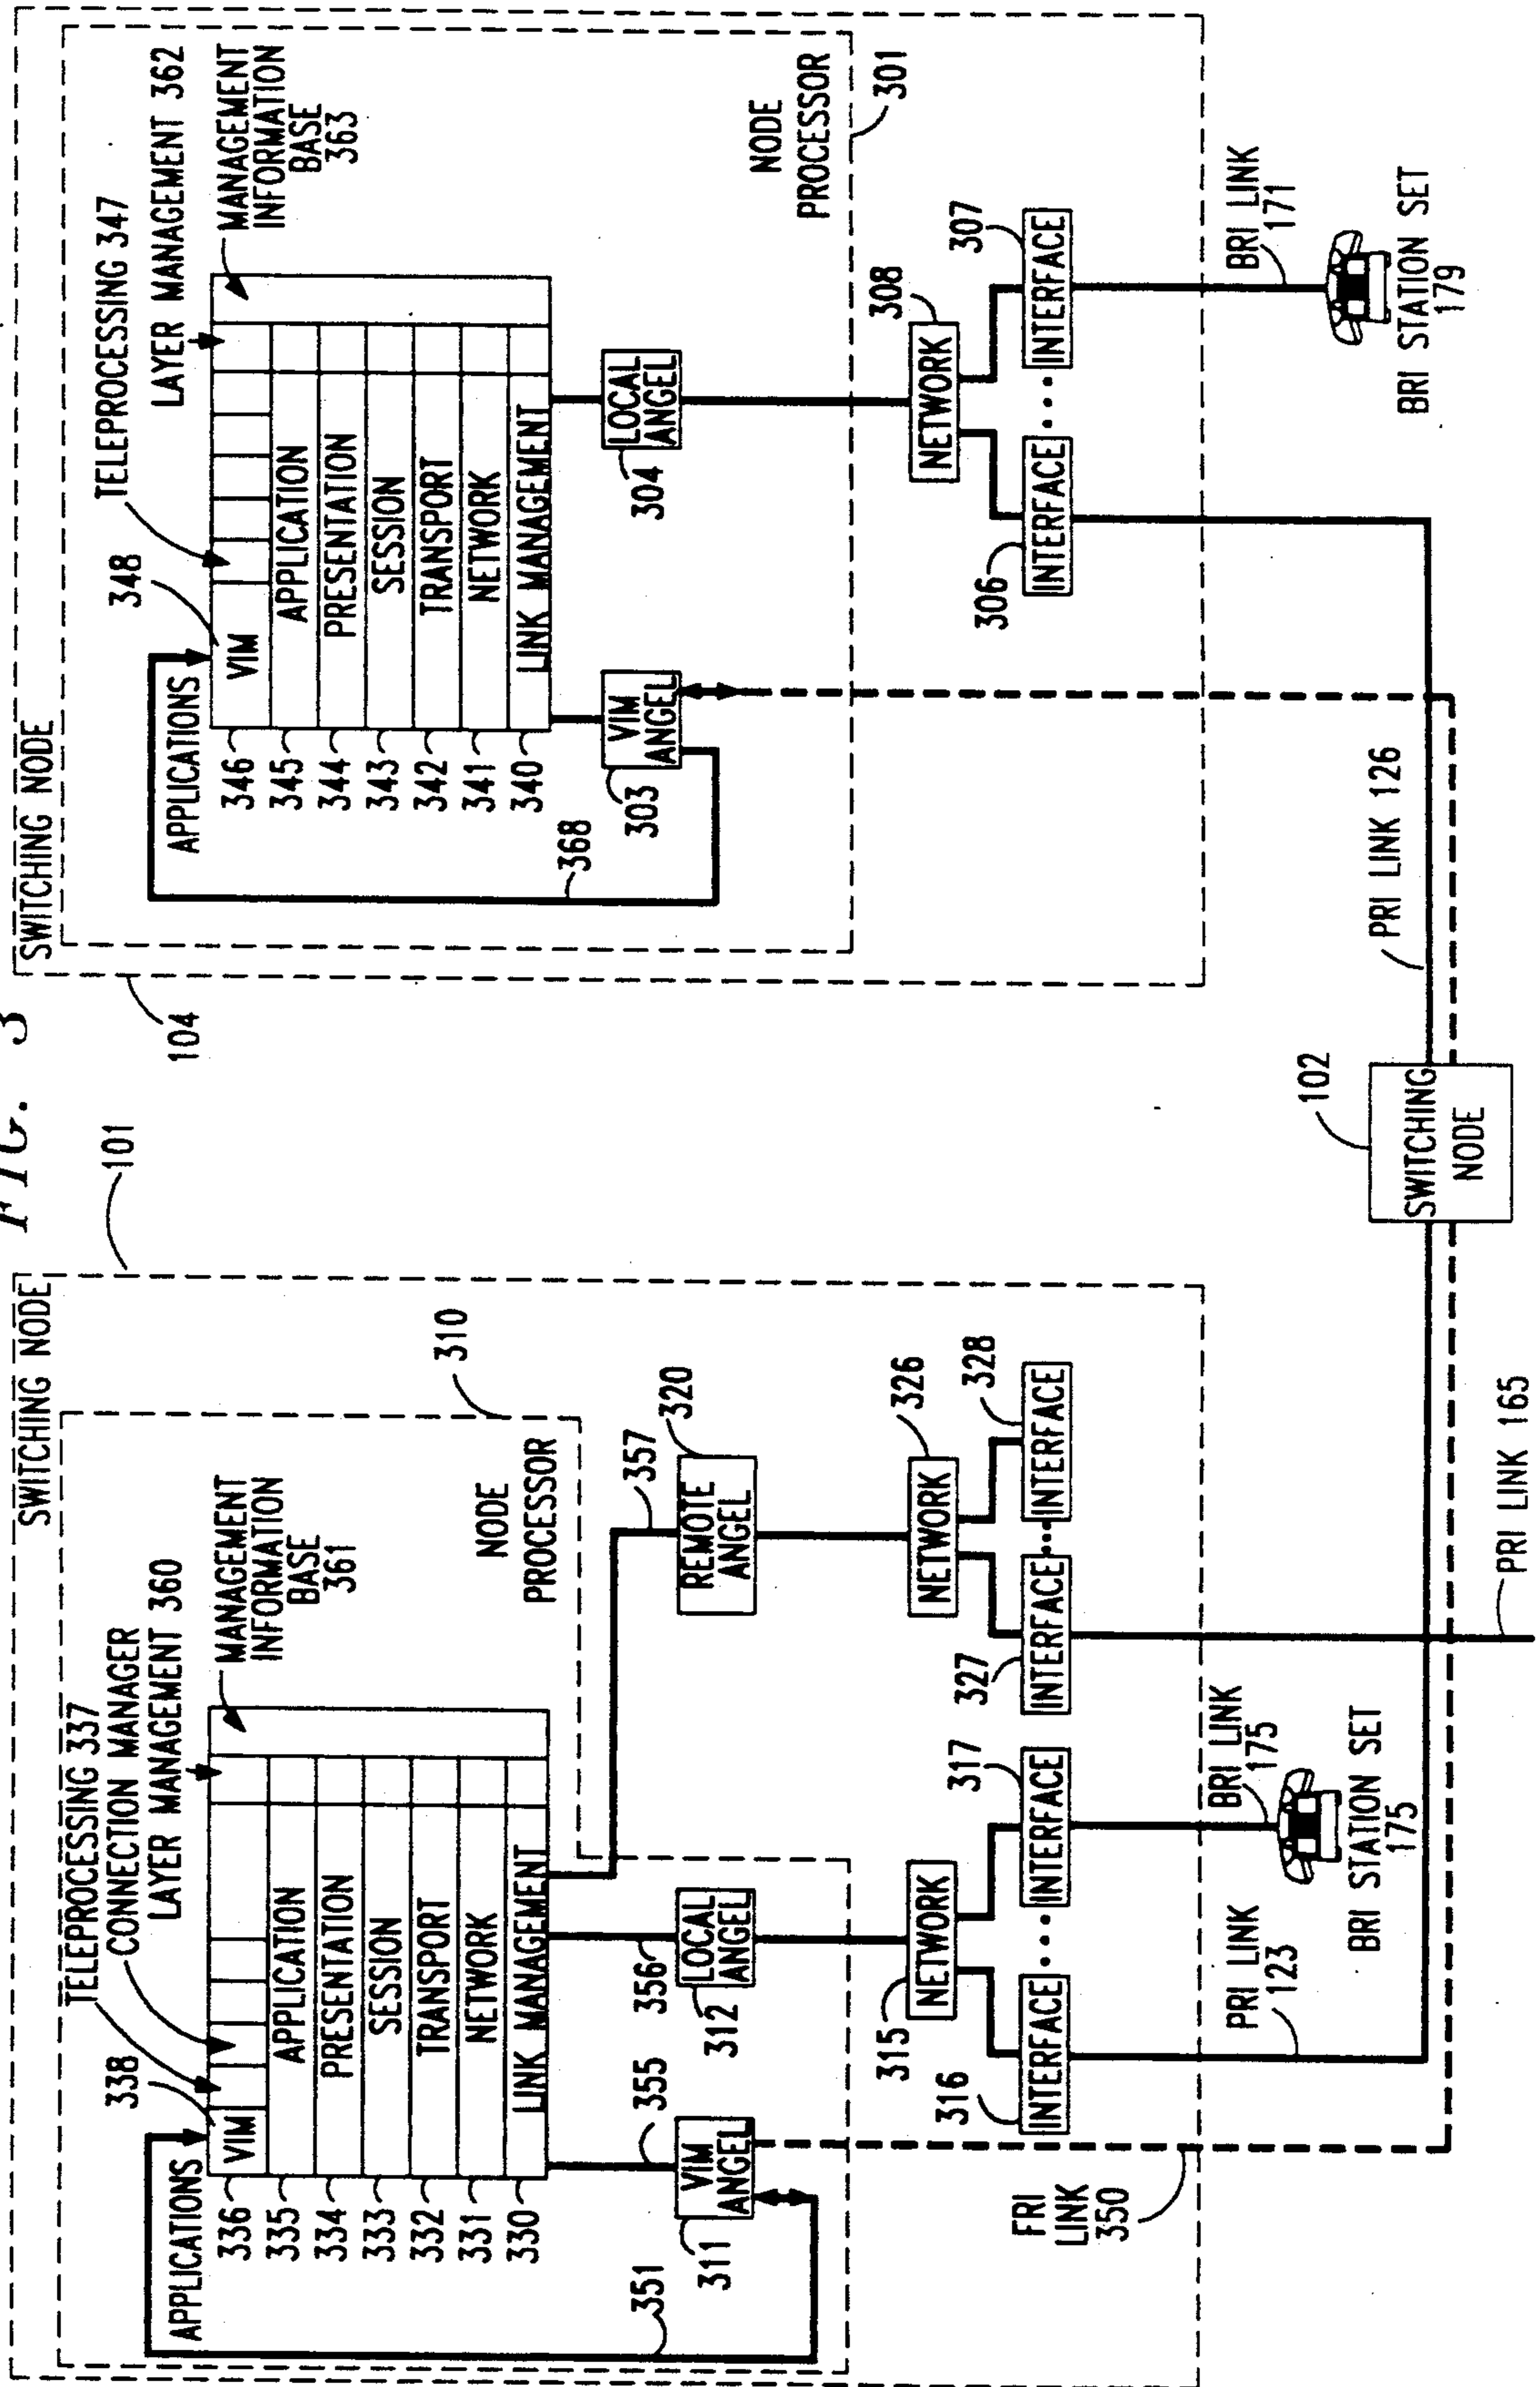 FIG. 3
SWITCHING NODE
101
TELEPROCESSING 337
CONNECTION MANAGER
LAYER MANAGEMENT 360
338
MANAGEMENT
INFORMATION
BASE
361
APPLICATIONS
VIM
336
335
334
333
332
331
330
APPLICATION
PRESENTATION
SESSION
TRANSPORT
NETWORK
LINK MANAGEMENT
NODE
PROCESSOR
310
351
355
356
357
VIM
ANGEL
311
LOCAL
ANGEL
312
REMOTE
ANGEL
320
NETWORK
315
NETWORK
326
INTERFACE
316
INTERFACE
317
INTERFACE
327
INTERFACE
328
FRI
LINK
350
PRI LINK
123
BRI LINK
175
BRI STATION SET
175
PRI LINK 165
SWITCHING
NODE
102
PRI LINK 126
SWITCHING NODE
104
TELEPROCESSING 347
LAYER MANAGEMENT 362
348
MANAGEMENT
INFORMATION
BASE
363
APPLICATIONS
VIM
346
345
344
343
342
341
340
APPLICATION
PRESENTATION
SESSION
TRANSPORT
NETWORK
LINK MANAGEMENT
NODE
PROCESSOR
301
368
VIM
ANGEL
303
LOCAL
ANGEL
304
NETWORK
308
INTERFACE
306
INTERFACE
307
BRI LINK
171
BRI STATION SET
179